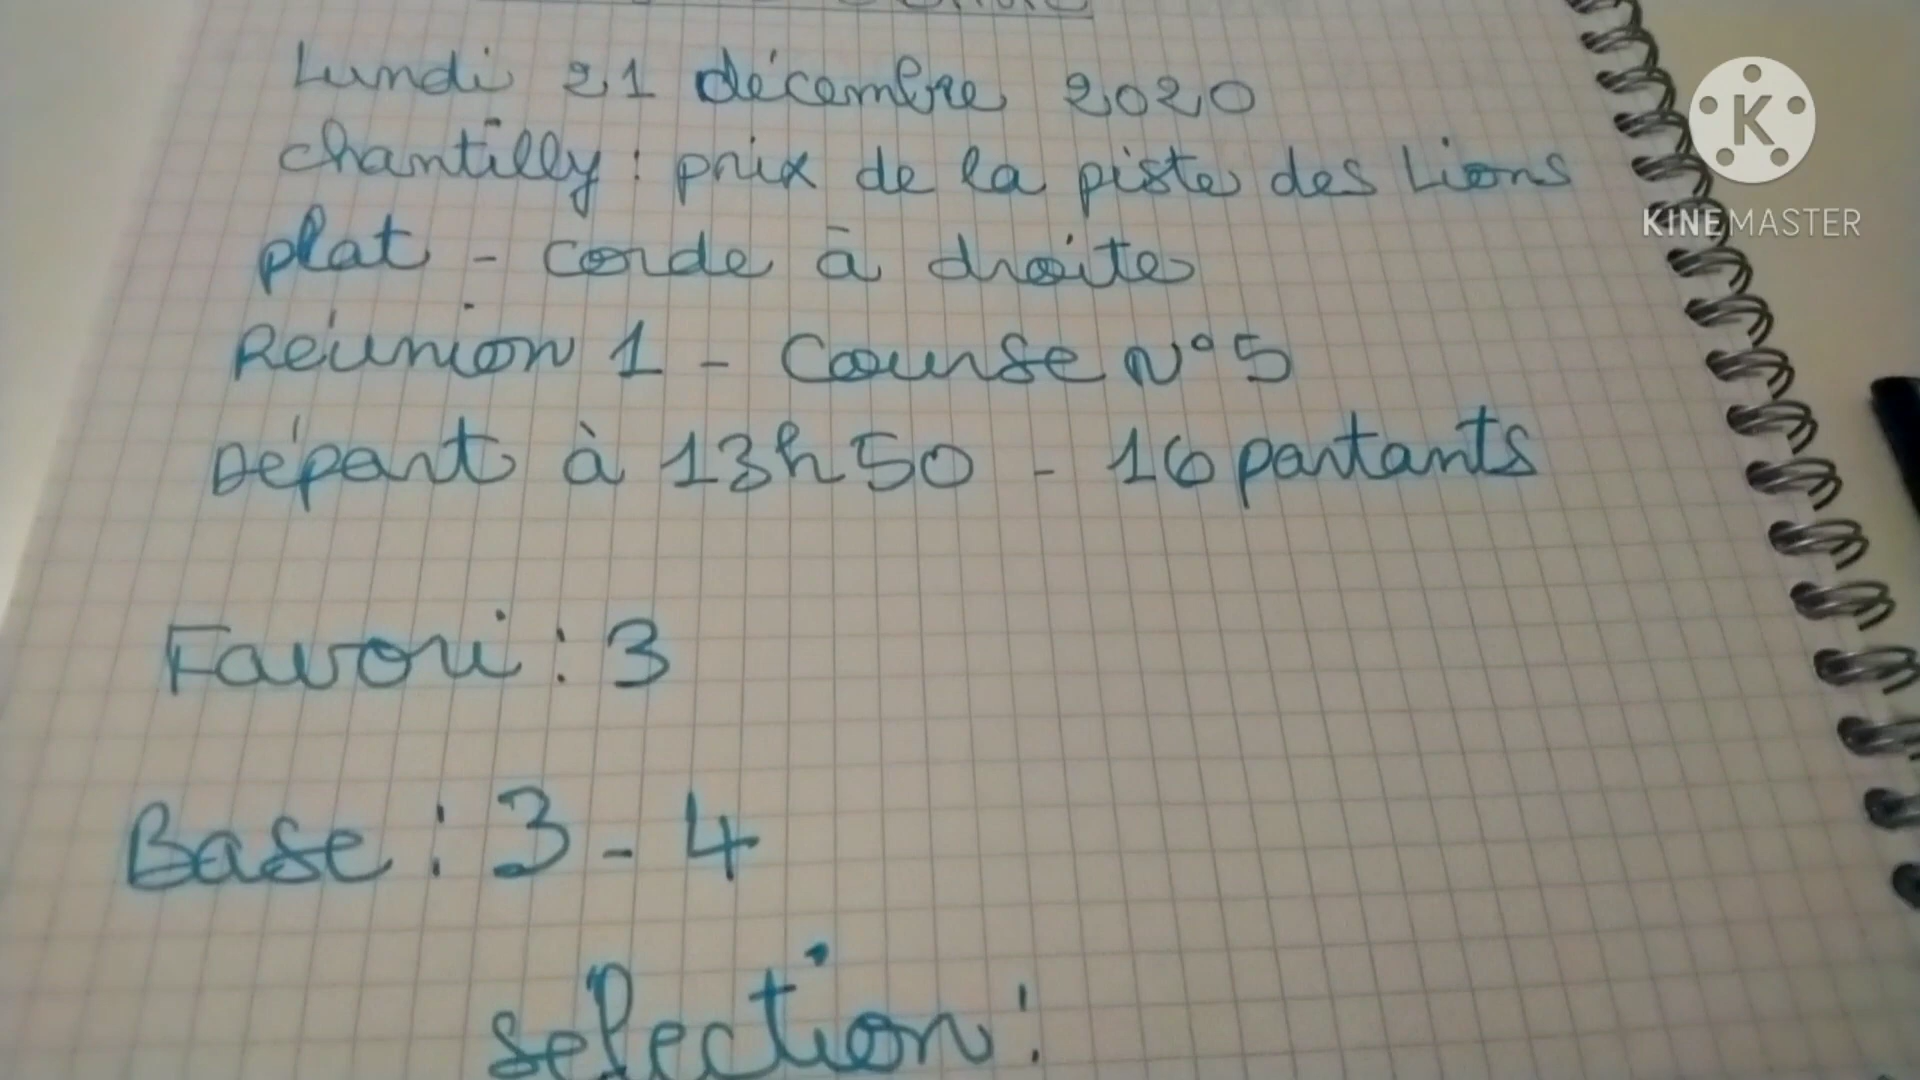 Lundi 21 décembre 2020
chantilly : prix de la piste des Lions
plat - corde à droite
Réunion 1 - Course N° 5
Départ à 13h50 - 16 partants
Favori : 3
Base : 3 - 4
selection :
K
KINEMASTER